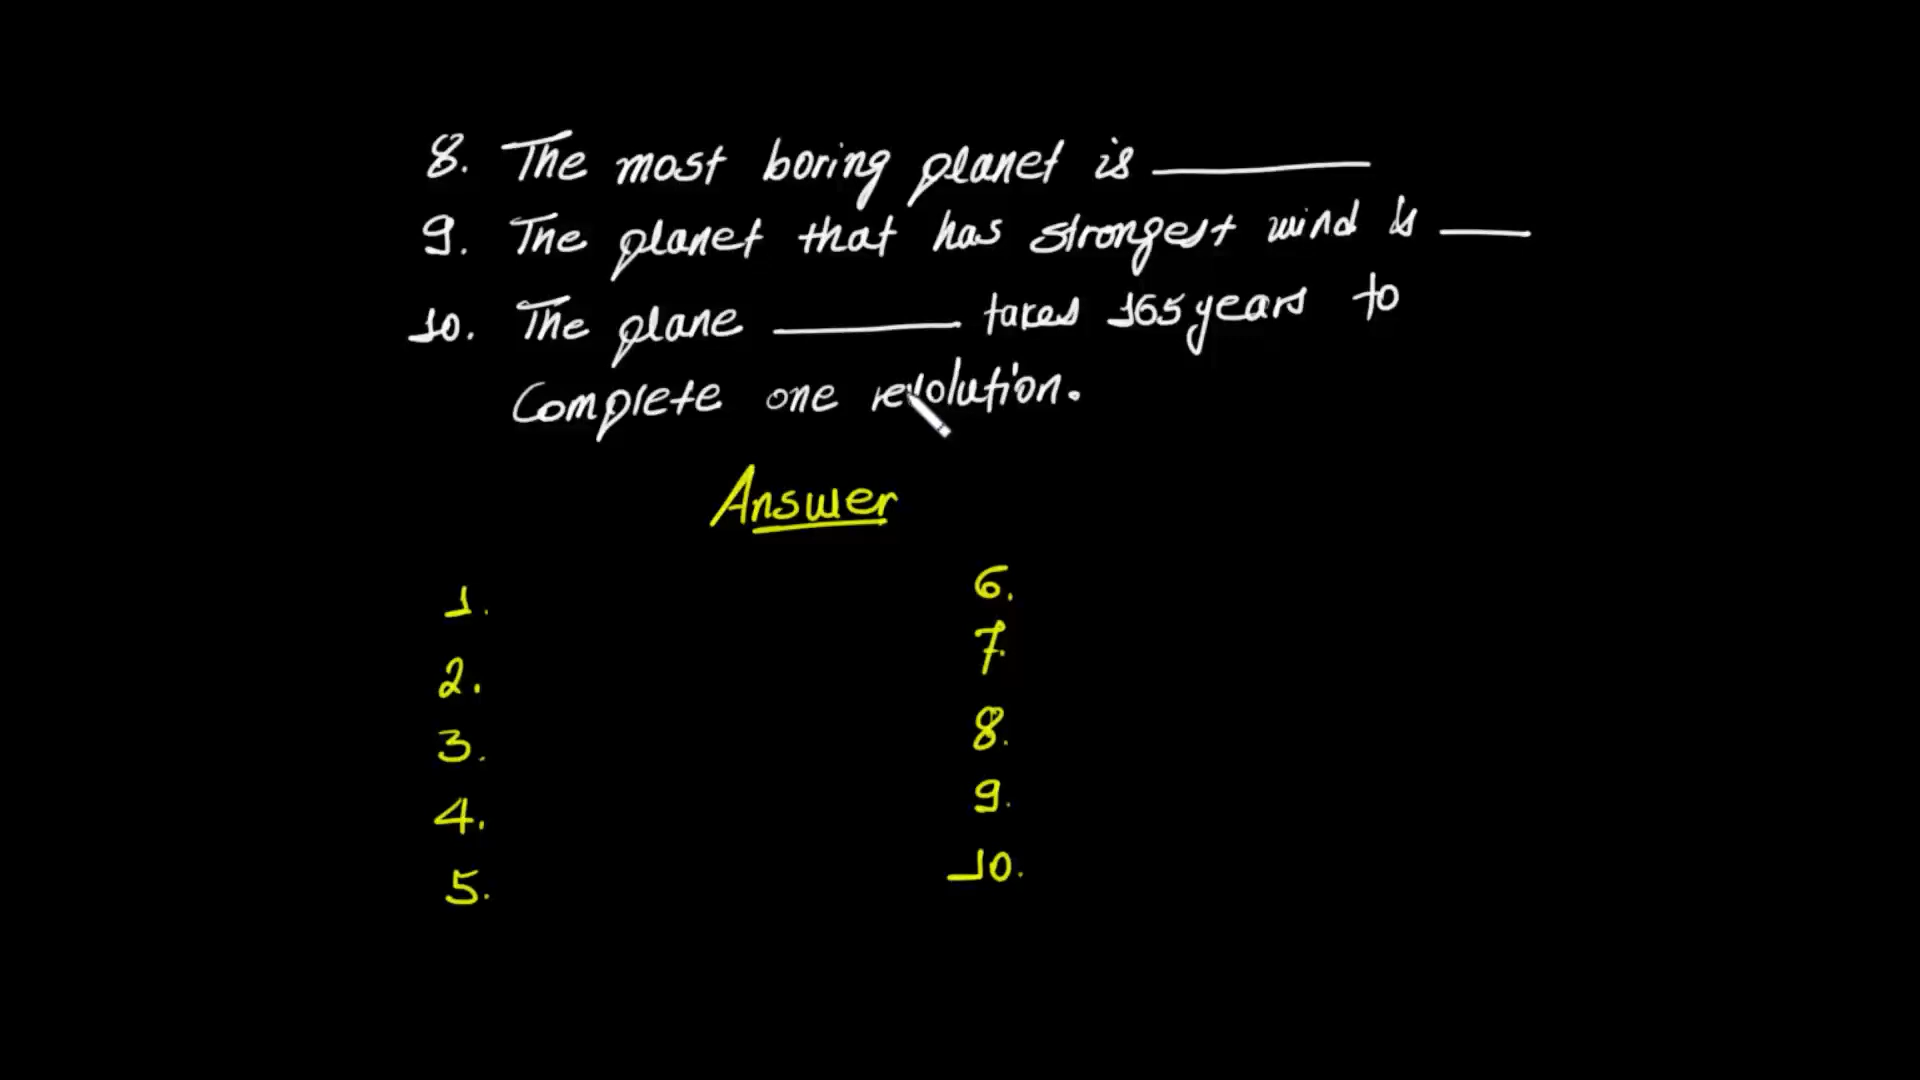 8. The most boring planet is ______
9. The planet that has strongest wind is ____
10. The plane ______ takes 165 years to
Complete one revolution.
Answer
1.
2.
3.
4.
5.
6.
7.
8.
9.
10.